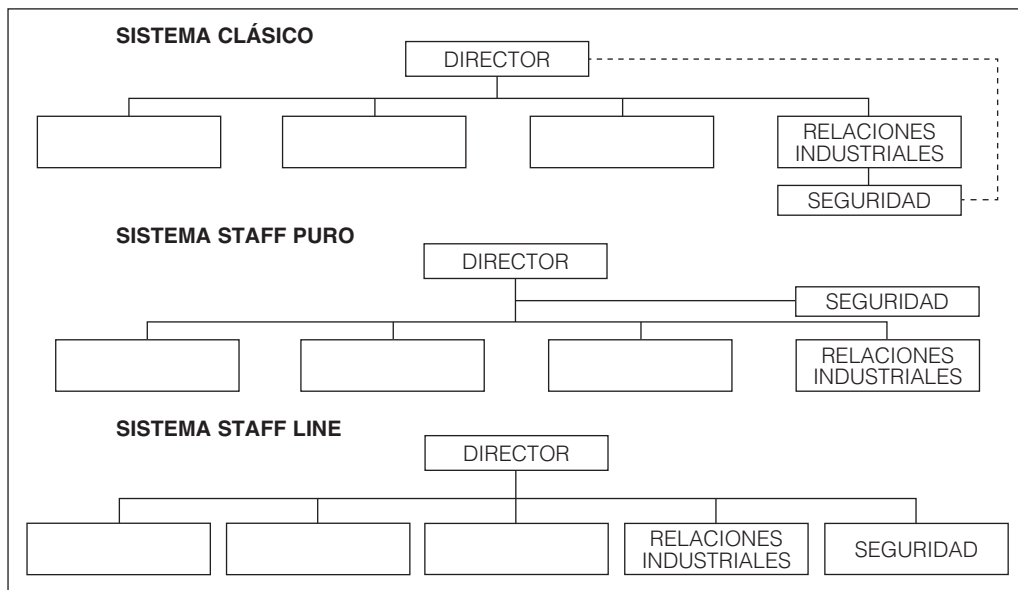 SISTEMA CLÁSICO
DIRECTOR
RELACIONES
INDUSTRIALES
SEGURIDAD
SISTEMA STAFF PURO
DIRECTOR
SEGURIDAD
RELACIONES
INDUSTRIALES
SISTEMA STAFF LINE
DIRECTOR
RELACIONES
INDUSTRIALES
SEGURIDAD